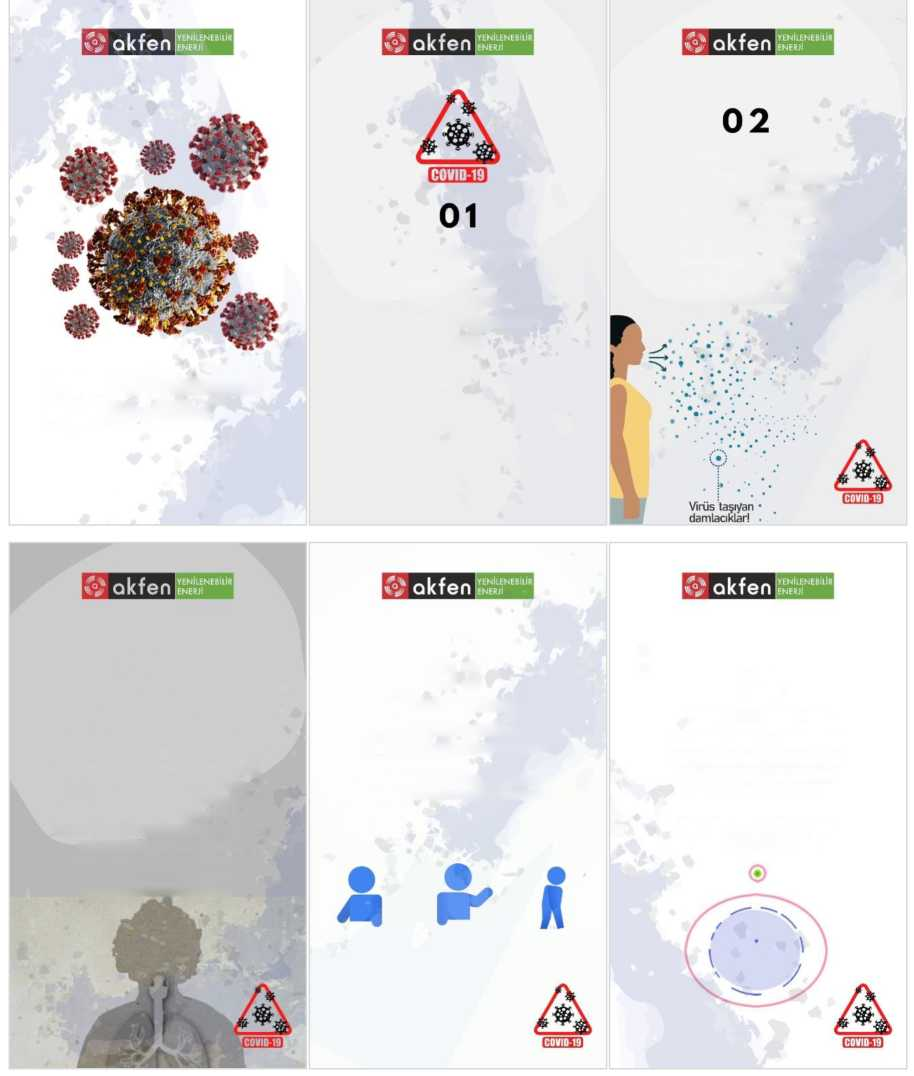 akfen YENİLENEBİLİR ENERJİ
akfen YENİLENEBİLİR ENERJİ
COVID-19
01
akfen YENİLENEBİLİR ENERJİ
02
Virüs taşıyan
damlacıklar!
COVID-19
akfen YENİLENEBİLİR ENERJİ
COVID-19
akfen YENİLENEBİLİR ENERJİ
COVID-19
akfen YENİLENEBİLİR ENERJİ
COVID-19